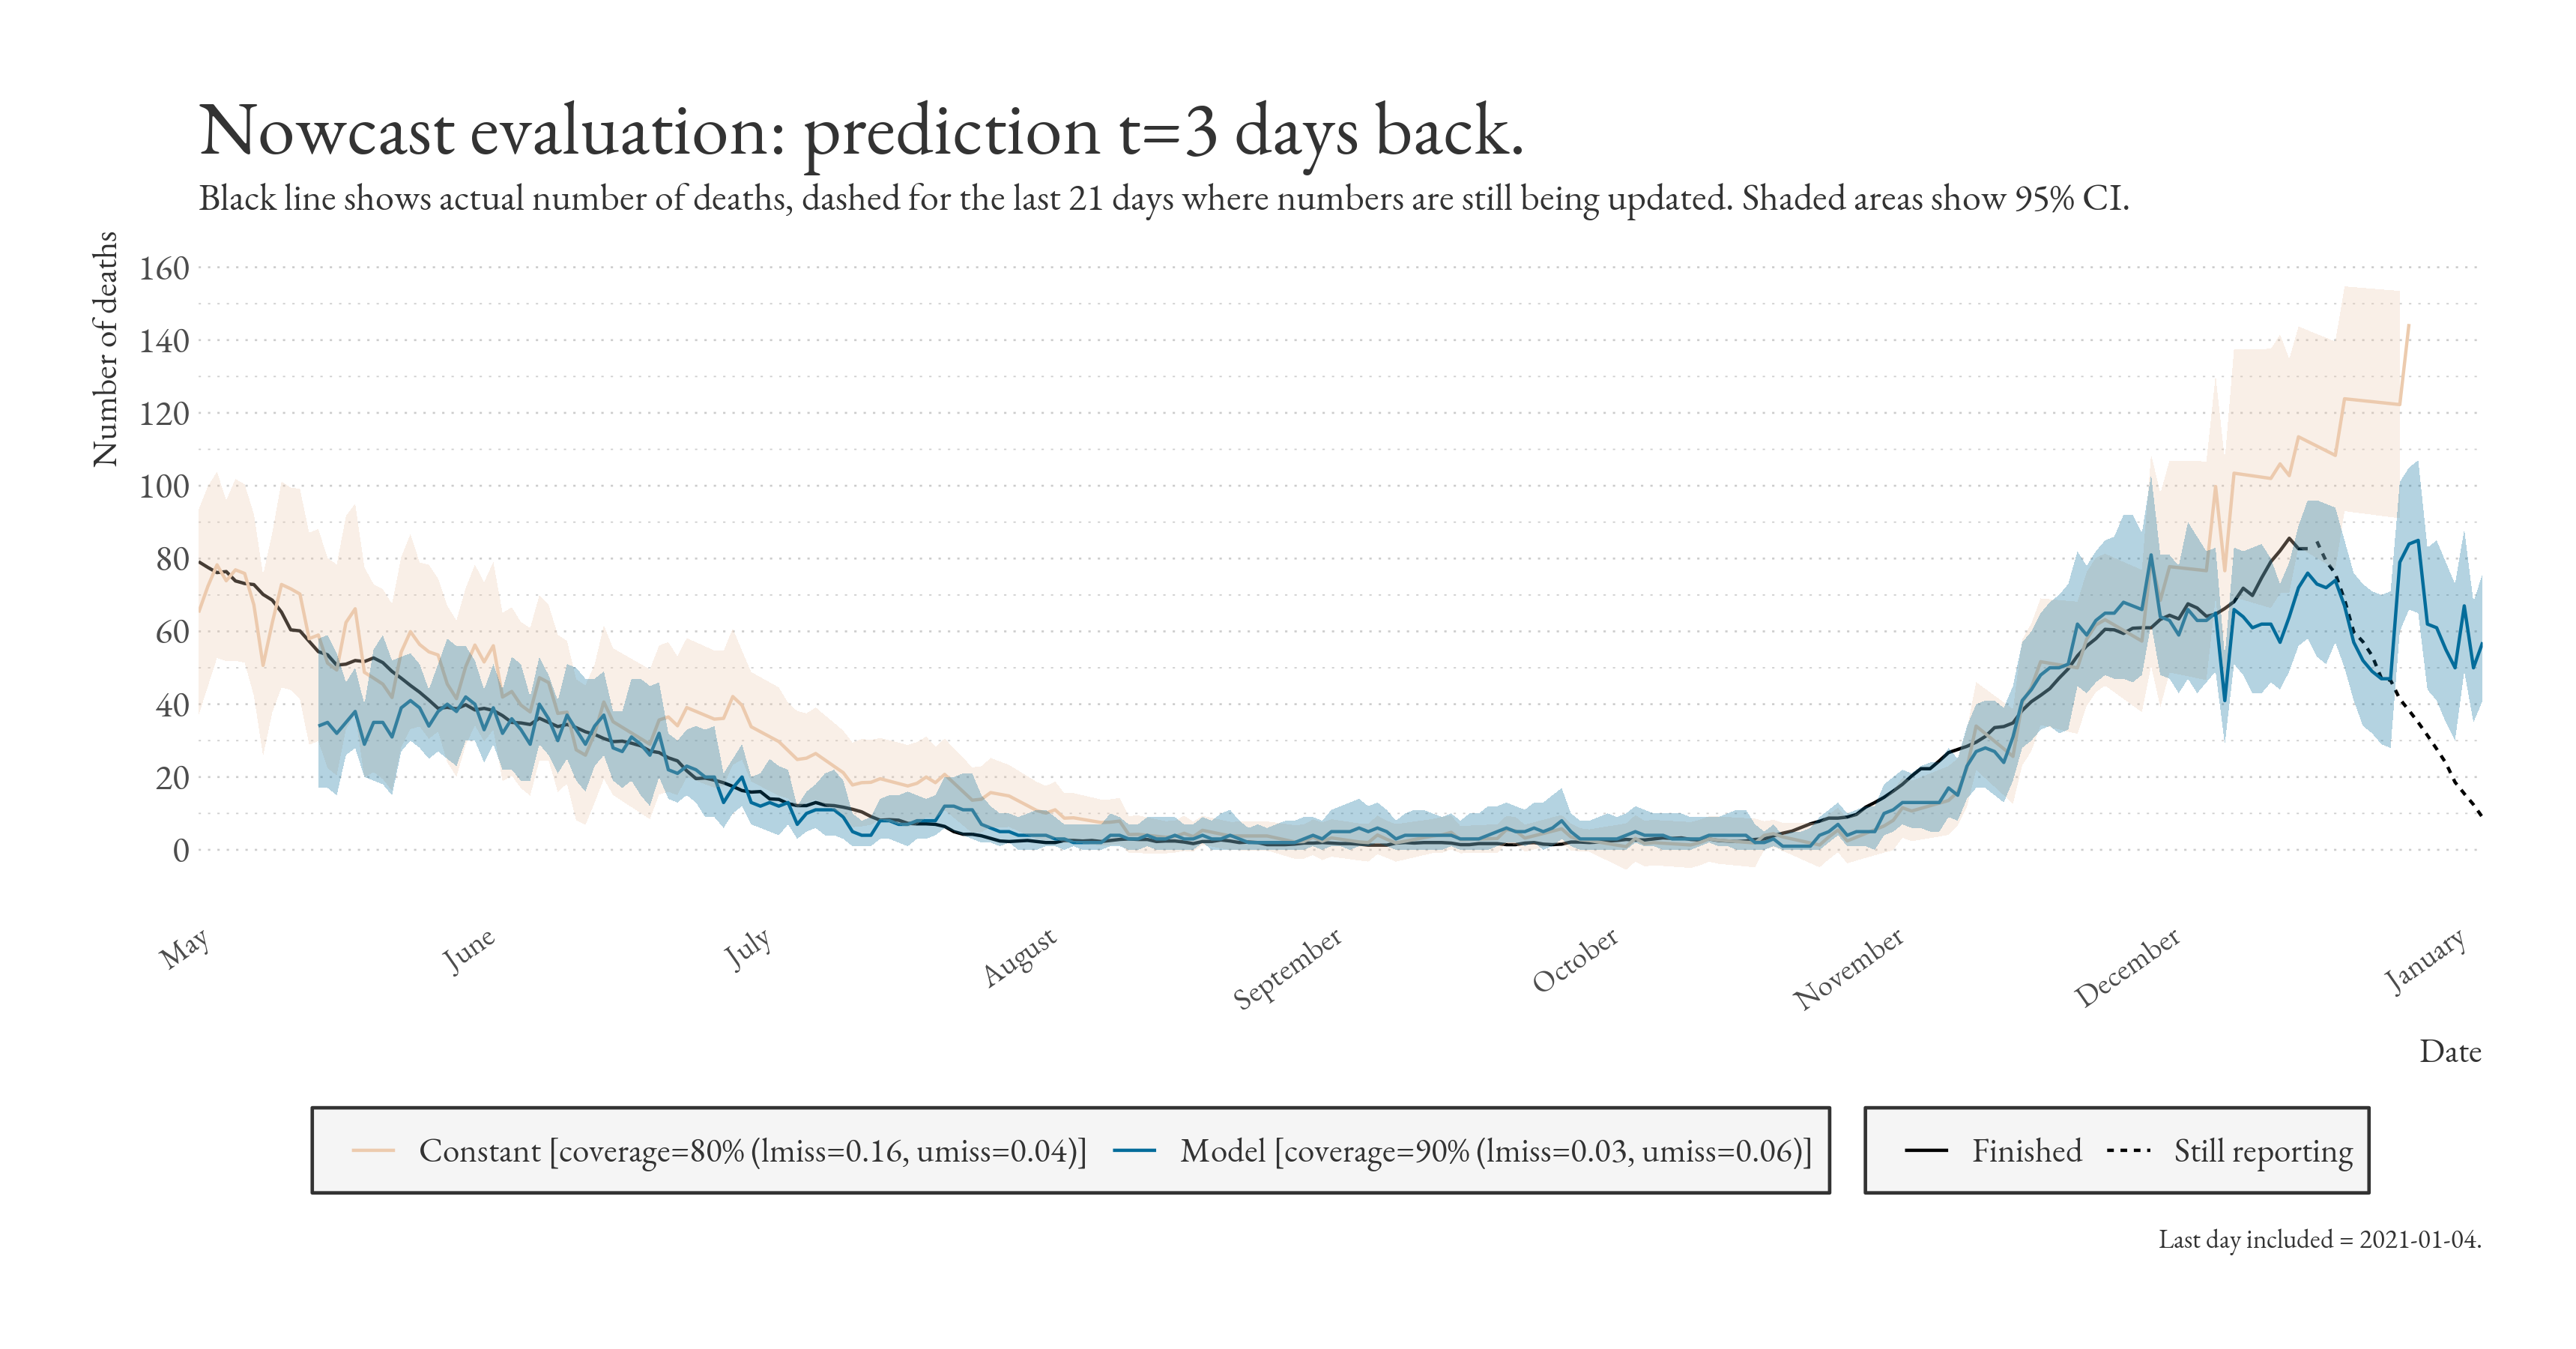 Nowcast evaluation: prediction t=3 days back.
Black line shows actual number of deaths, dashed for the last 21 days where numbers are still being updated. Shaded areas show 95% CI.
Number of deaths
160
140
120
100
80
60
40
20
0
May
June
July
August
September
October
November
December
January
Date
Constant [coverage=80% (lmiss=0.16, umiss=0.04)]
Model [coverage=90% (lmiss=0.03, umiss=0.06)]
Finished
Still reporting
Last day included = 2021-01-04.